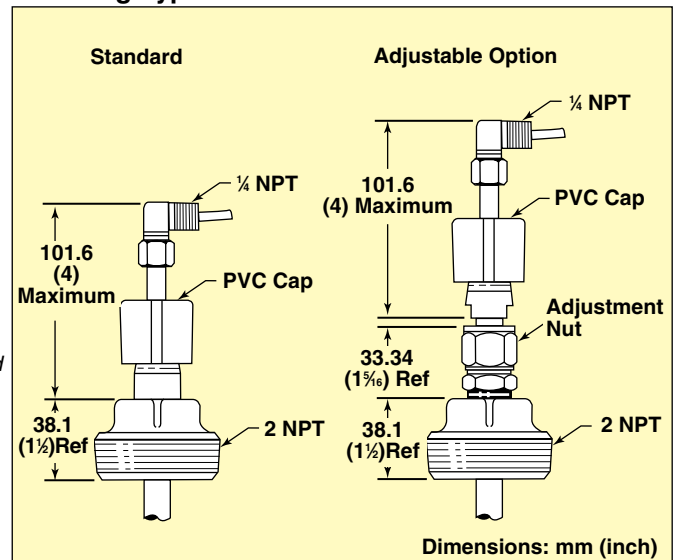 Standard
¼ NPT
101.6
(4)
Maximum
PVC Cap
38.1
(1½)Ref
2 NPT
Adjustable Option
¼ NPT
101.6
(4) Maximum
PVC Cap
Adjustment
Nut
33.34
(1⁵⁄₁₆) Ref
38.1
(1½)Ref
2 NPT
Dimensions: mm (inch)